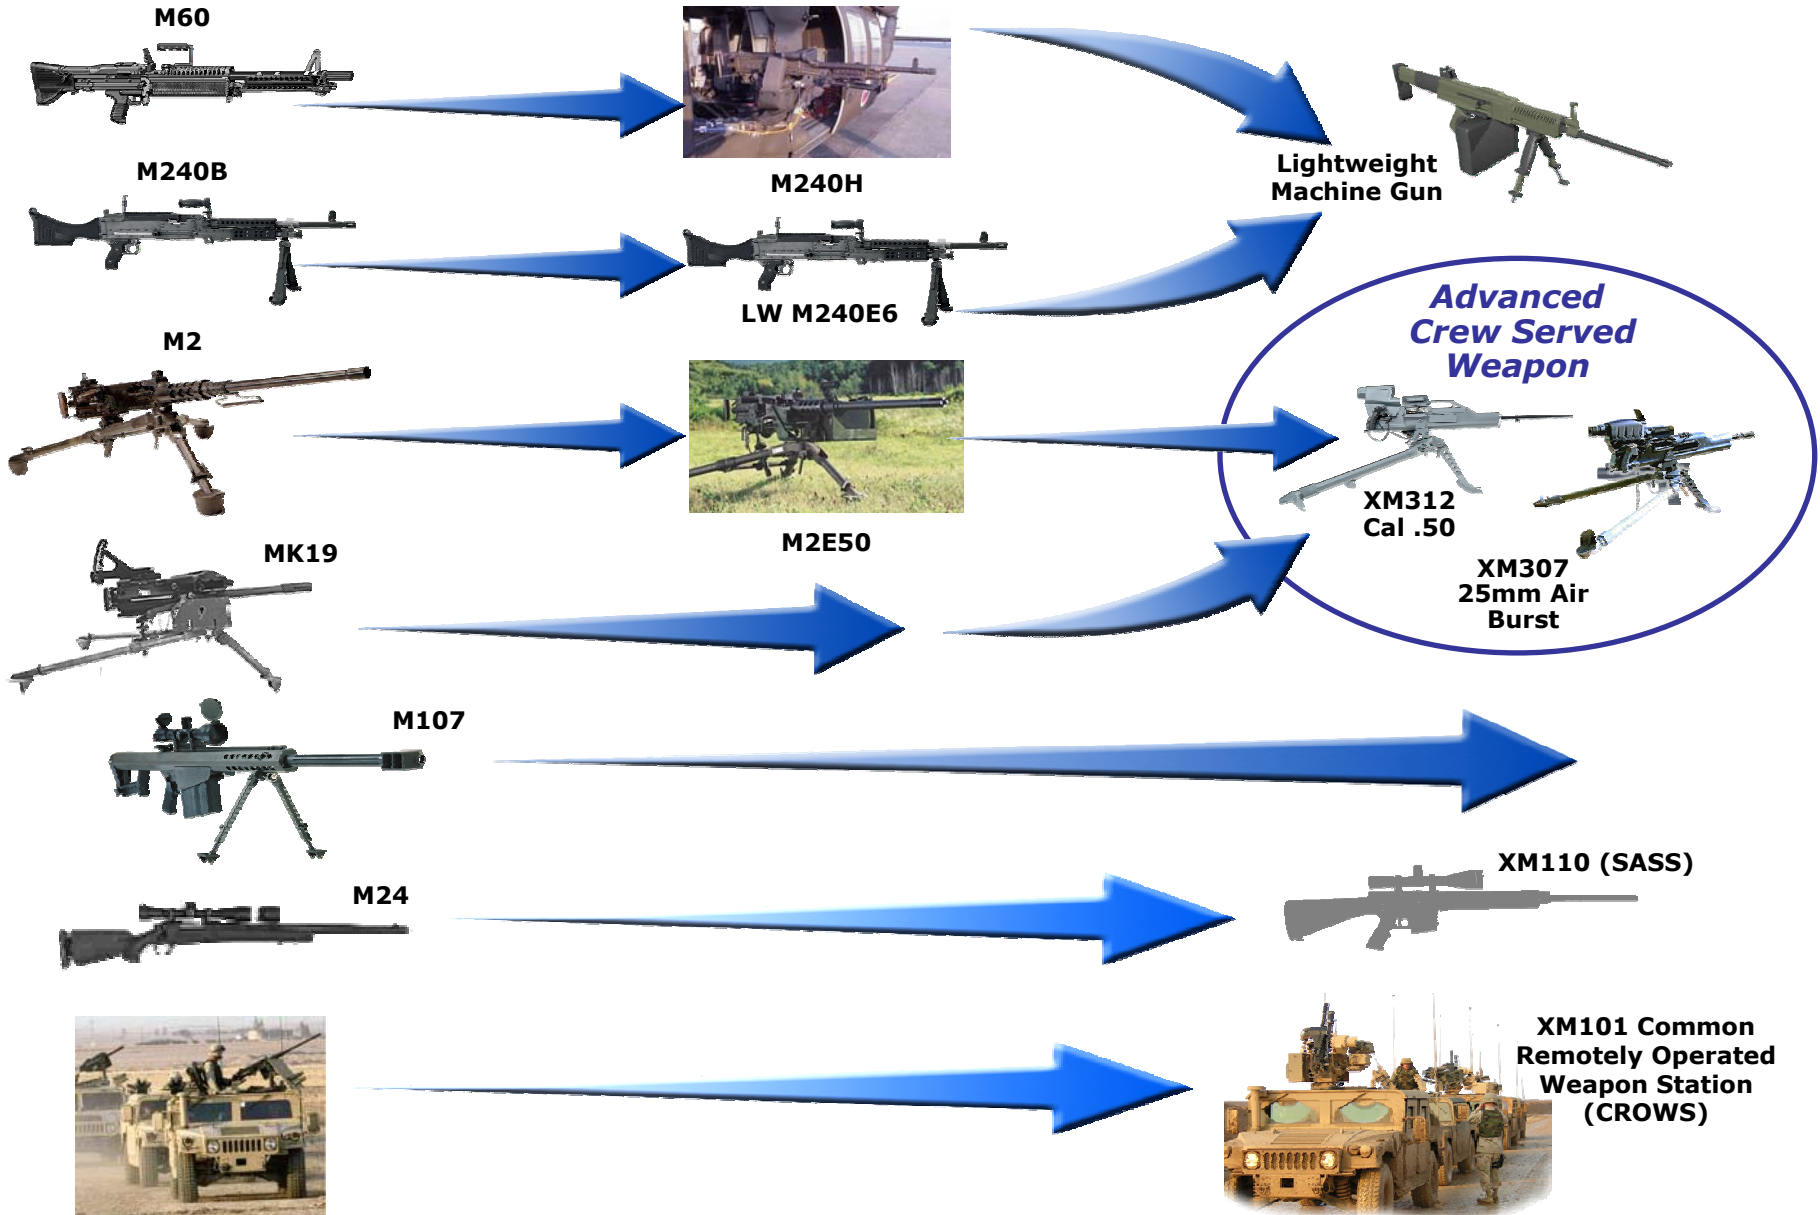 M60
M240B
M240H
Lightweight
Machine Gun
LW M240E6
M2
Advanced
Crew Served
Weapon
M2E50
XM312
Cal .50
MK19
XM307
25mm Air
Burst
M107
XM110 (SASS)
M24
XM101 Common
Remotely Operated
Weapon Station
(CROWS)